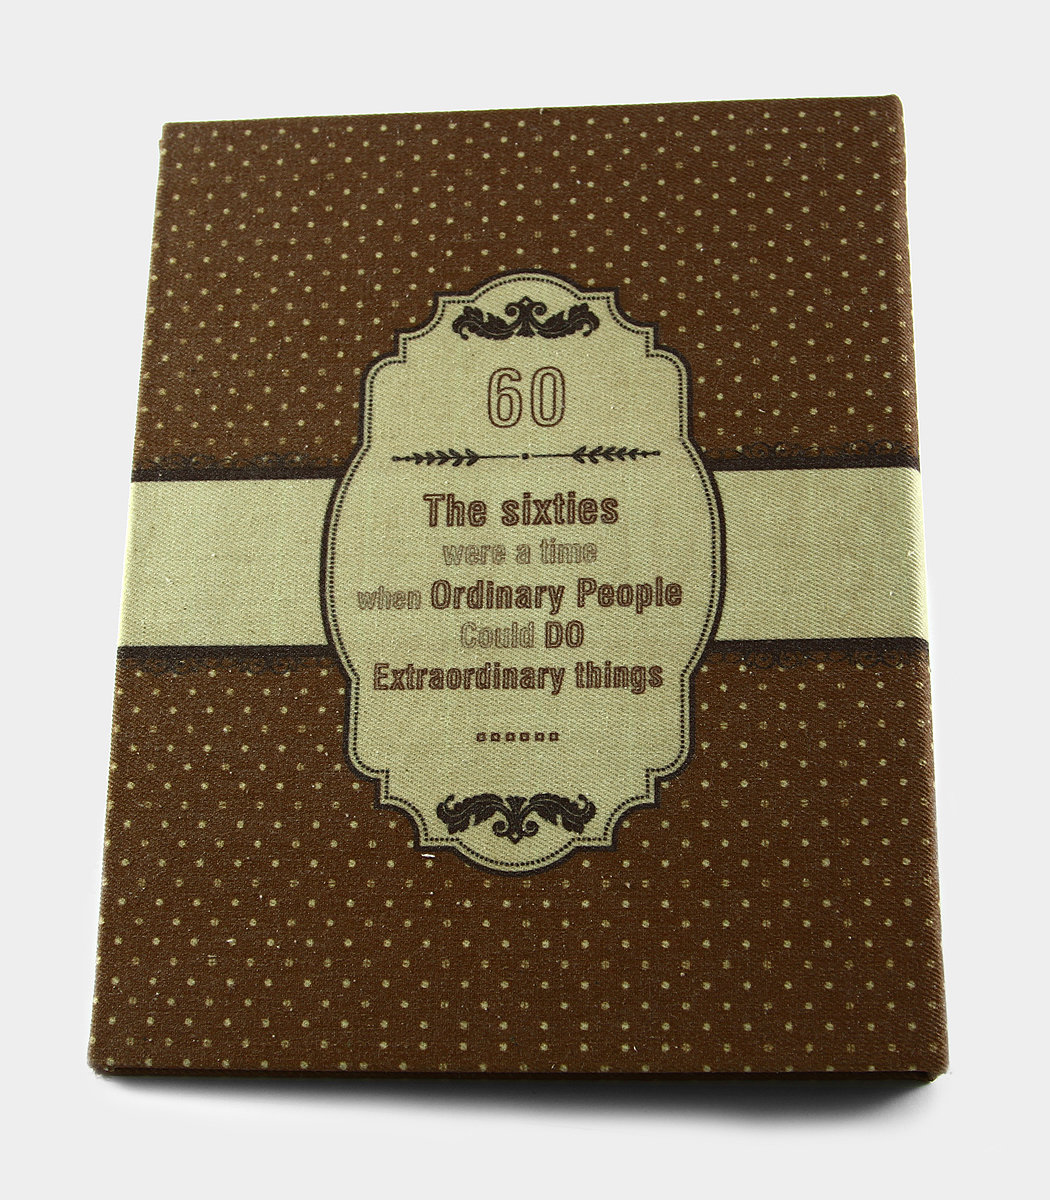 60
The sixties
were a time
when Ordinary People
Could DO
Extraordinary things